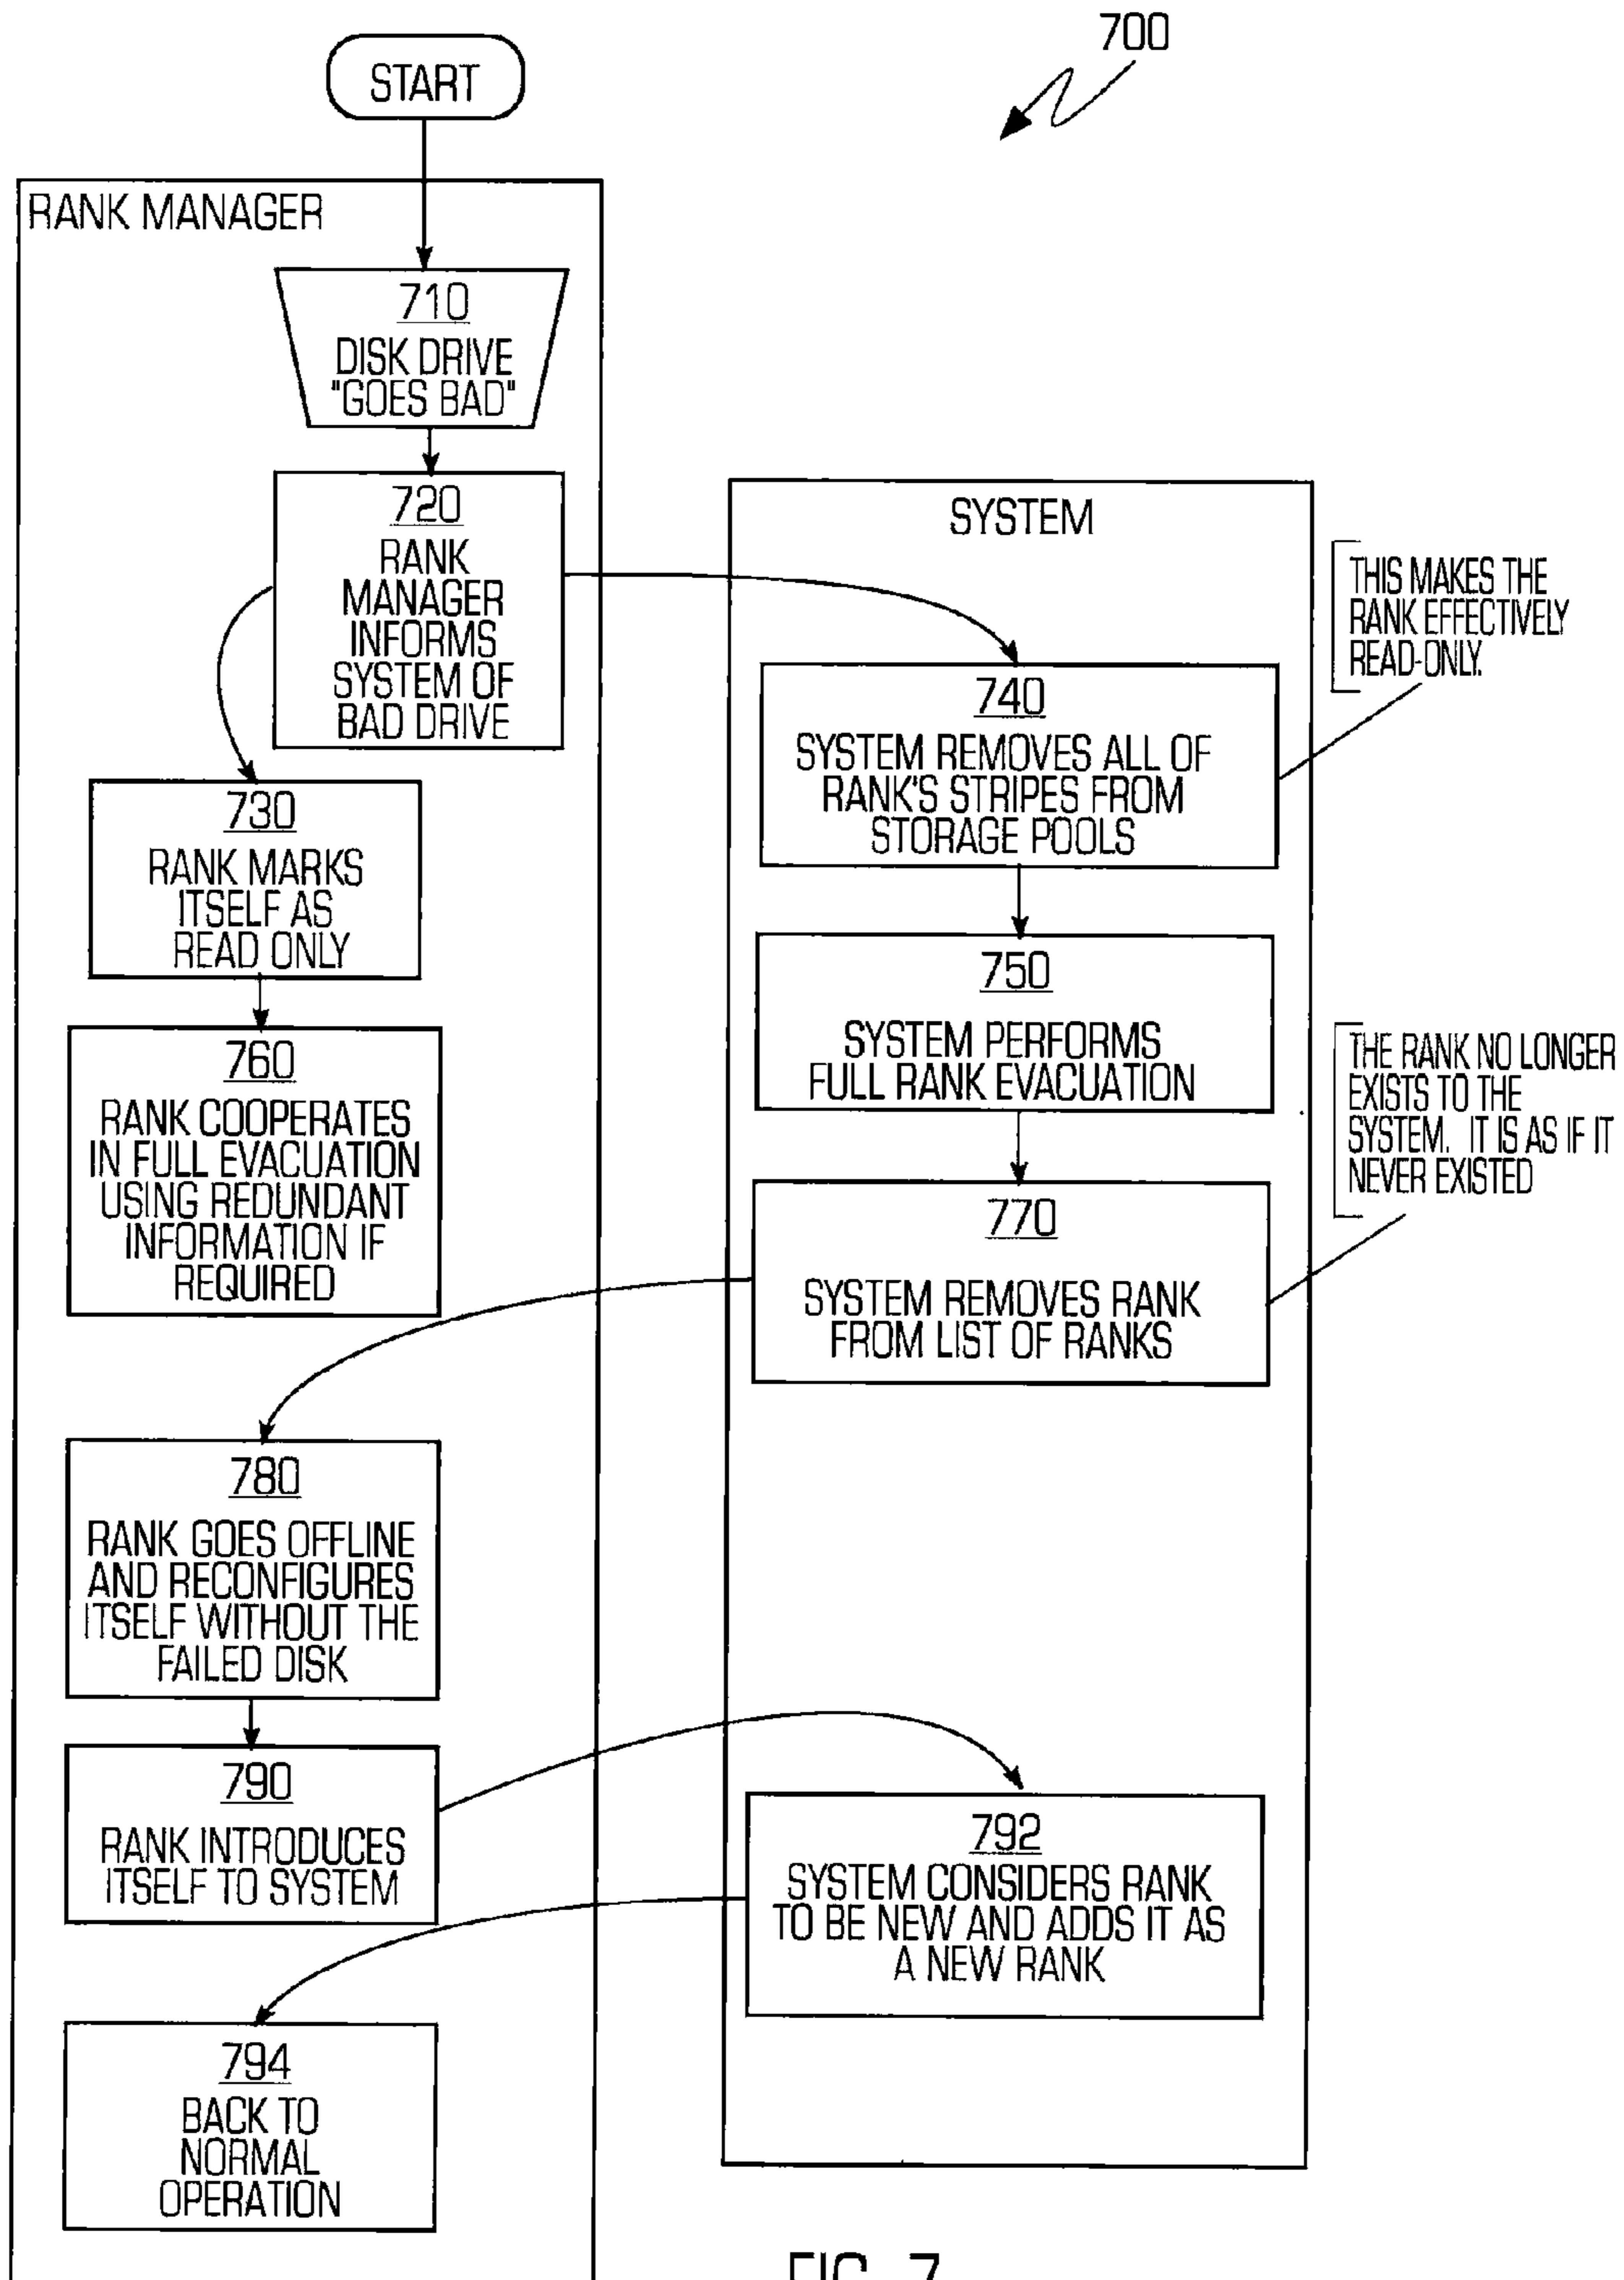 700
START
RANK MANAGER
710
DISK DRIVE
"GOES BAD"
720
RANK
MANAGER
INFORMS
SYSTEM OF
BAD DRIVE
SYSTEM
THIS MAKES THE
RANK EFFECTIVELY
READ-ONLY.
740
SYSTEM REMOVES ALL OF
RANK'S STRIPES FROM
STORAGE POOLS
730
RANK MARKS
ITSELF AS
READ ONLY
750
SYSTEM PERFORMS
FULL RANK EVACUATION
760
RANK COOPERATES
IN FULL EVACUATION
USING REDUNDANT
INFORMATION IF
REQUIRED
THE RANK NO LONGER
EXISTS TO THE
SYSTEM. IT IS AS IF IT
NEVER EXISTED
770
SYSTEM REMOVES RANK
FROM LIST OF RANKS
780
RANK GOES OFFLINE
AND RECONFIGURES
ITSELF WITHOUT THE
FAILED DISK
790
RANK INTRODUCES
ITSELF TO SYSTEM
792
SYSTEM CONSIDERS RANK
TO BE NEW AND ADDS IT AS
A NEW RANK
794
BACK TO
NORMAL
OPERATION
FIG. 7